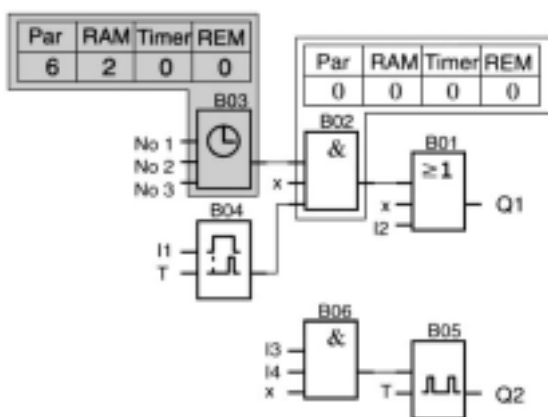 Par RAM Timer REM
6 2 0 0
Par RAM Timer REM
0 0 0 0
B03
No 1
No 2
No 3
B02
&
x
B01
≥1
x
I2
Q1
B04
I1
T
B06
&
I3
I4
x
B05
T
Q2